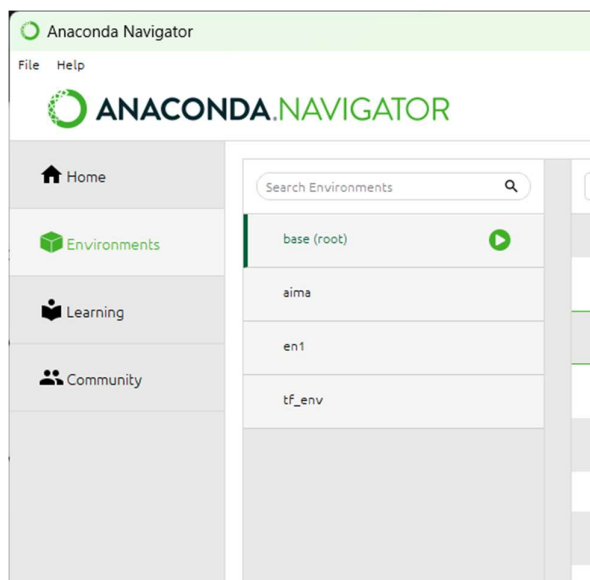 Anaconda Navigator
File Help
ANACONDA.NAVIGATOR
Home
Search Environments
base (root)
Environments
aima
Learning
en1
Community
tf_env